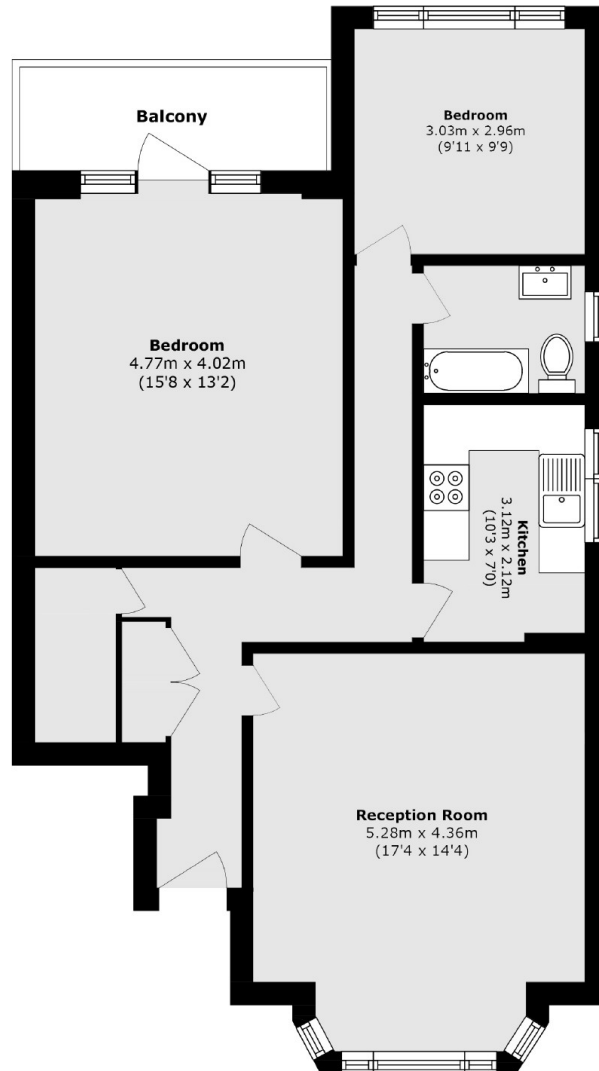 Balcony
Bedroom
3.03m x 2.96m
(9'11 x 9'9)
Bedroom
4.77m x 4.02m
(15'8 x 13'2)
Kitchen
3.12m x 2.12m
(10'3 x 7'0)
Reception Room
5.28m x 4.36m
(17'4 x 14'4)